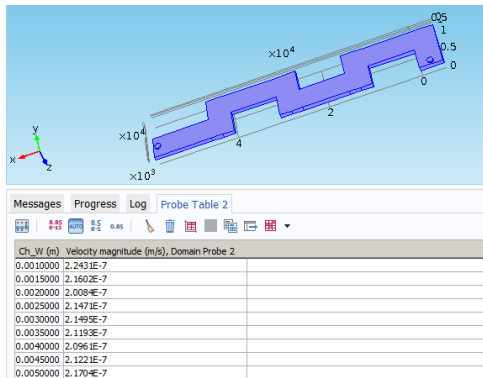 0.5
1
0.5
0
×10⁴
0
2
4
×10⁴
×10³
y
x
z
Messages Progress Log Probe Table 2
8.85 e-12 AUTO 8.5 e-1 0.85
Ch_W (m) Velocity magnitude (m/s), Domain Probe 2
0.0010000 2.2431E-7
0.0015000 2.1602E-7
0.0020000 2.0084E-7
0.0025000 2.1471E-7
0.0030000 2.1495E-7
0.0035000 2.1193E-7
0.0040000 2.0961E-7
0.0045000 2.1221E-7
0.0050000 2.1704E-7